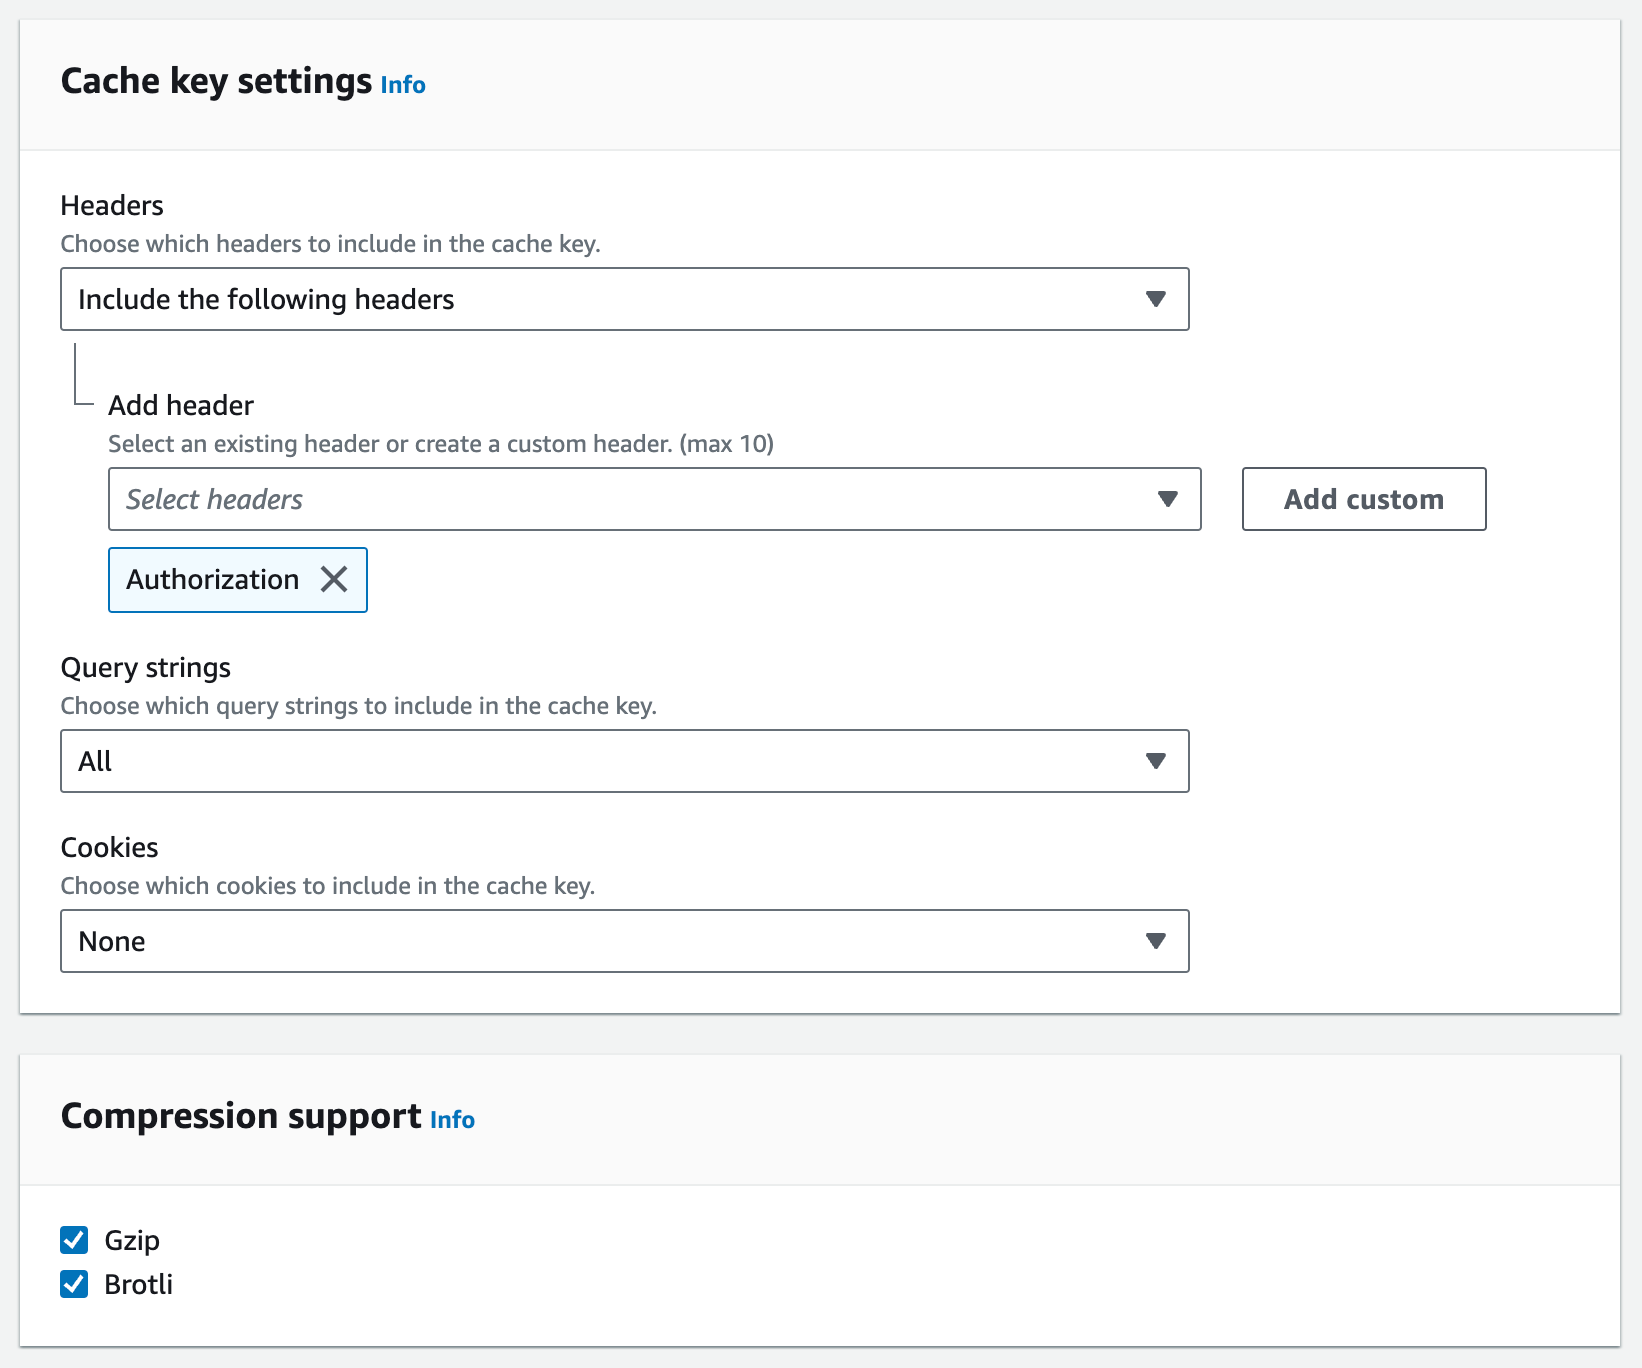 Cache key settings Info
Headers
Choose which headers to include in the cache key.
Include the following headers
Add header
Select an existing header or create a custom header. (max 10)
Select headers
Add custom
Authorization
Query strings
Choose which query strings to include in the cache key.
All
Cookies
Choose which cookies to include in the cache key.
None
Compression support Info
Gzip
Brotli